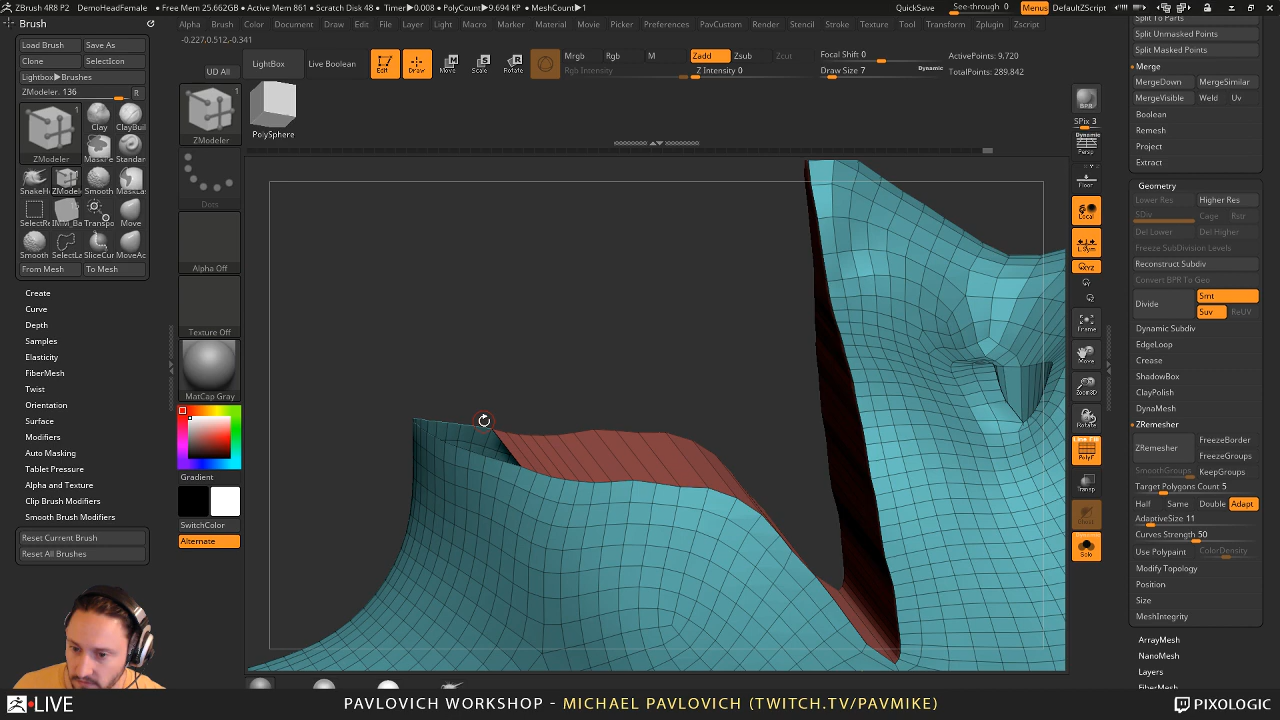 ZBrush 4R8 P2 DemoHeadFemale • Free Mem 25.662GB • Active Mem 861 • Scratch Disk 48 • Timer▶0.008 PolyCount▶9.694 KP • MeshCount▶1
QuickSave See-through 0 Menus DefaultZScript
Brush
Alpha Brush Color Document Draw Edit File Layer Light Macro Marker Material Movie Picker Preferences PavCustom Render Stencil Stroke Texture Tool Transform Zplugin Zscript
-0.227,0.512,-0.341
Load Brush Save As
Clone SelectIcon
Lightbox▶Brushes
ZModeler. 136 R
UD All LightBox Live Boolean Edit Draw Move Scale Rotate
Mrgb Rgb M Zadd Zsub Zcut
Rgb Intensity Z Intensity 0
Focal Shift 0
Draw Size 7 Dynamic
ActivePoints: 9.720
TotalPoints: 289.842
ZModeler
Clay ClayBuil
Standar
Smooth
Move
Smooth SliceCur MoveAc
From Mesh To Mesh
Create
Curve
Depth
Samples
Elasticity
FiberMesh
Twist
Orientation
Surface
Modifiers
Auto Masking
Tablet Pressure
Alpha and Texture
Clip Brush Modifiers
Smooth Brush Modifiers
Reset Current Brush
Reset All Brushes
1
ZModeler
PolySphere
Dots
Alpha Off
Texture Off
MatCap Gray
Gradient
SwitchColor
Alternate
BPR
SPix 3
Dynamic
Persp
Floor
Local
L.Sym
XYZ
Frame
Move
Zoom3D
Rotate
Line Fill
PolyF
Transp
Ghost
Solo
Split To Parts
Split Unmasked Points
Split Masked Points
Merge
MergeDown MergeSimilar
MergeVisible Weld Uv
Boolean
Remesh
Project
Extract
Geometry
Lower Res Higher Res
SDiv Cage Rstr
Del Lower Del Higher
Freeze SubDivision Levels
Reconstruct Subdiv
Convert BPR To Geo
Divide Smt
Suv ReUV
Dynamic Subdiv
EdgeLoop
Crease
ShadowBox
ClayPolish
DynaMesh
ZRemesher
ZRemesher FreezeBorder
FreezeGroups
SmoothGroups KeepGroups
Target Polygons Count 5
Half Same Double Adapt
AdaptiveSize 11
Curves Strength 50
Use Polypaint ColorDensity
Modify Topology
Position
Size
MeshIntegrity
ArrayMesh
NanoMesh
Layers
FiberMesh
LIVE
PAVLOVICH WORKSHOP - MICHAEL PAVLOVICH (TWITCH.TV/PAVMIKE)
PIXOLOGIC